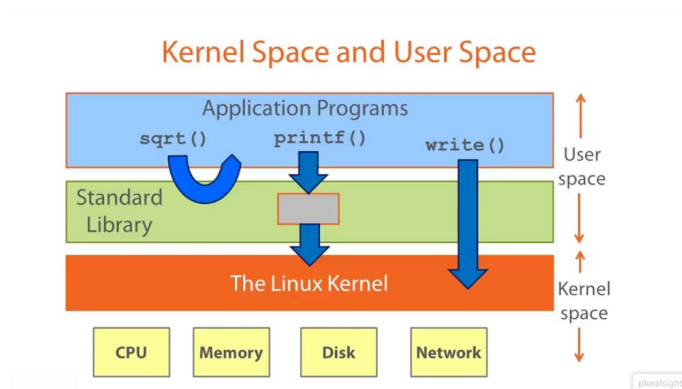 Kernel Space and User Space
Application Programs
sqrt()
printf()
write()
User
space
Standard
Library
The Linux Kernel
Kernel
space
CPU
Memory
Disk
Network
pluralsight